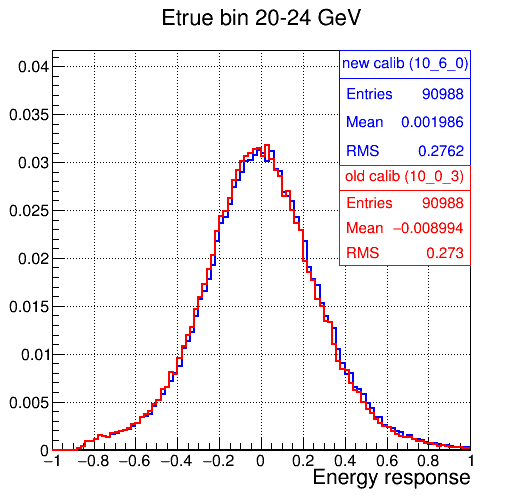 Etrue bin 20-24 GeV
new calib (10_6_0)
Entries 90988
Mean 0.001986
RMS 0.2762
old calib (10_0_3)
Entries 90988
Mean −0.008994
RMS 0.273
0.04
0.035
0.03
0.025
0.02
0.015
0.01
0.005
0
−1 −0.8 −0.6 −0.4 −0.2 0 0.2 0.4 0.6 0.8 1
Energy response